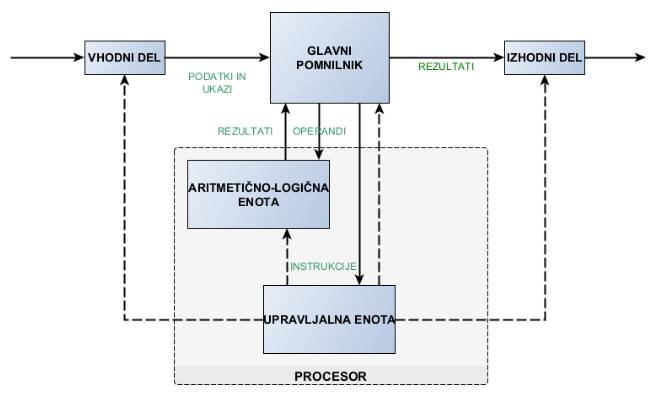 VHODNI DEL
PODATKI IN
UKAZI
GLAVNI
POMNILNIK
REZULTATI
IZHODNI DEL
REZULTATI
OPERANDI
ARITMETIČNO-LOGIČNA
ENOTA
INSTRUKCIJE
UPRAVLJALNA ENOTA
PROCESOR